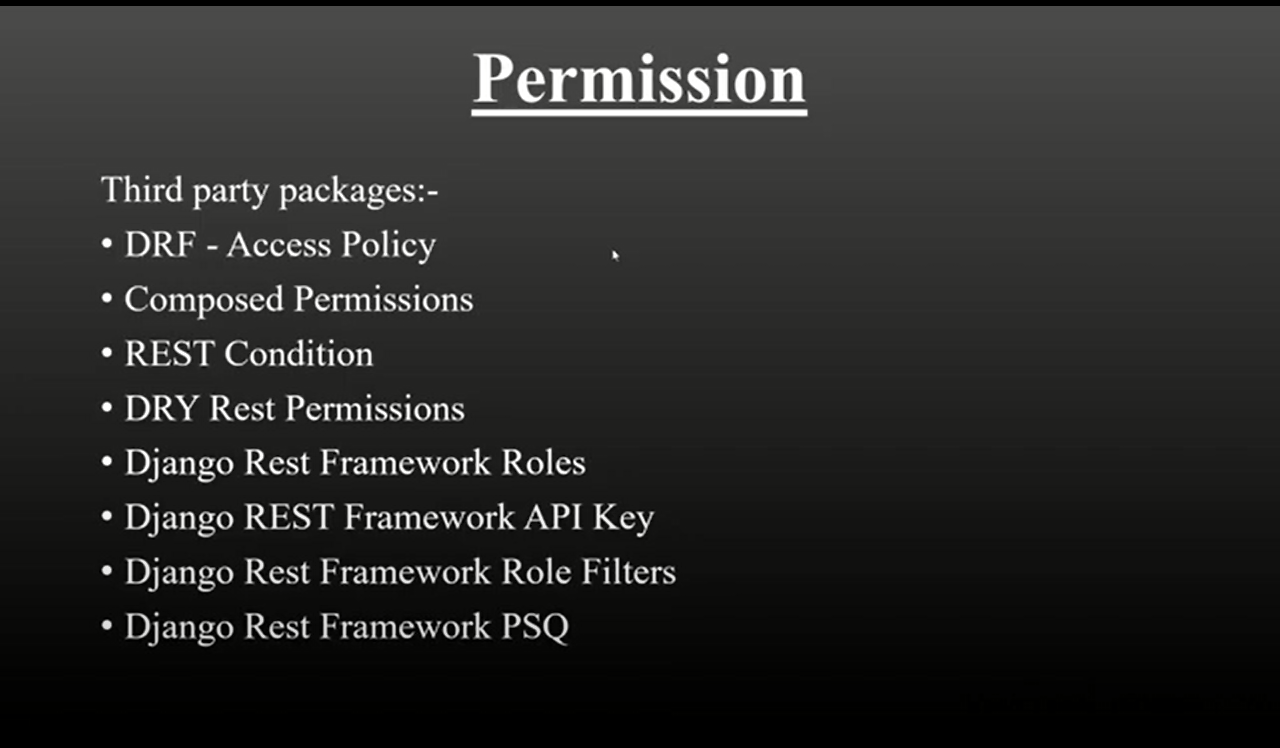 Permission
Third party packages:-
• DRF - Access Policy
• Composed Permissions
• REST Condition
• DRY Rest Permissions
• Django Rest Framework Roles
• Django REST Framework API Key
• Django Rest Framework Role Filters
• Django Rest Framework PSQ